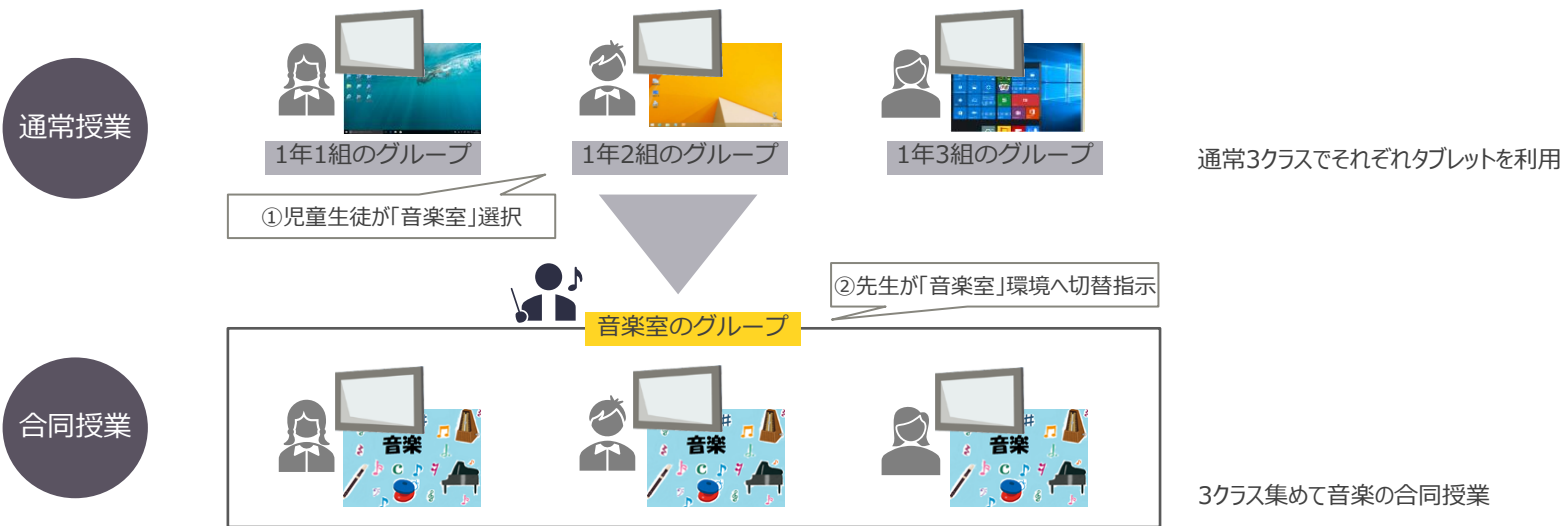 通常授業
1年1組のグループ
1年2組のグループ
1年3組のグループ
通常3クラスでそれぞれタブレットを利用
①児童生徒が「音楽室」選択
②先生が「音楽室」環境へ切替指示
音楽室のグループ
合同授業
音楽
音楽
音楽
3クラス集めて音楽の合同授業